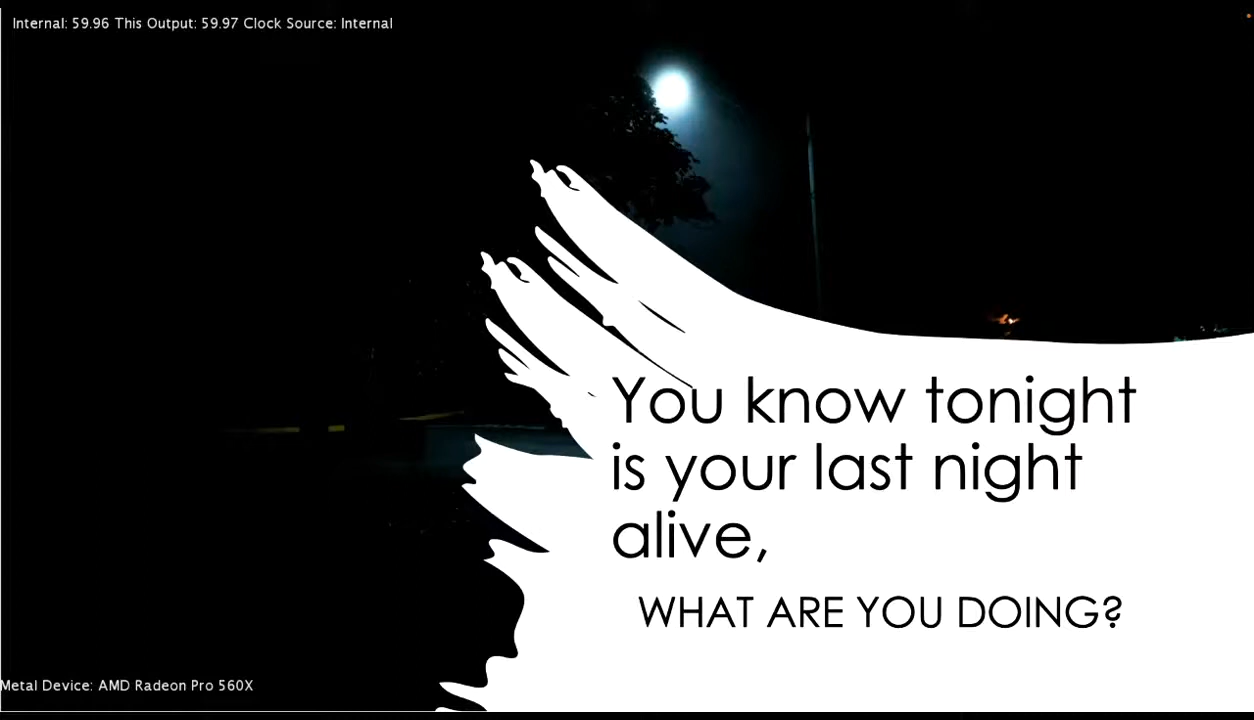 Internal: 59.96 This Output: 59.97 Clock Source: Internal
You know tonight
is your last night
alive,
WHAT ARE YOU DOING?
Metal Device: AMD Radeon Pro 560X